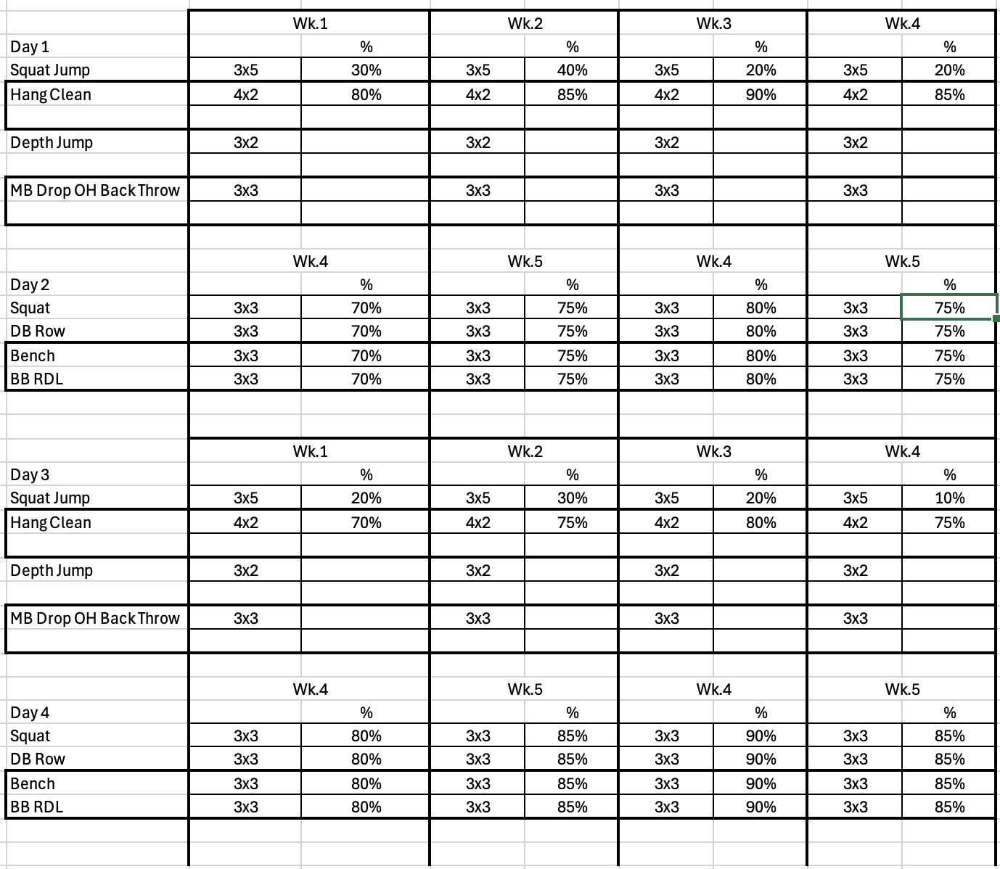 Wk.1 Wk.2 Wk.3 Wk.4
Day 1 % % % %
Squat Jump 3x5 30% 3x5 40% 3x5 20% 3x5 20%
Hang Clean 4x2 80% 4x2 85% 4x2 90% 4x2 85%
Depth Jump 3x2 3x2 3x2 3x2
MB Drop OH Back Throw 3x3 3x3 3x3 3x3
Wk.4 Wk.5 Wk.4 Wk.5
Day 2 % % % %
Squat 3x3 70% 3x3 75% 3x3 80% 3x3 75%
DB Row 3x3 70% 3x3 75% 3x3 80% 3x3 75%
Bench 3x3 70% 3x3 75% 3x3 80% 3x3 75%
BB RDL 3x3 70% 3x3 75% 3x3 80% 3x3 75%
Wk.1 Wk.2 Wk.3 Wk.4
Day 3 % % % %
Squat Jump 3x5 20% 3x5 30% 3x5 20% 3x5 10%
Hang Clean 4x2 70% 4x2 75% 4x2 80% 4x2 75%
Depth Jump 3x2 3x2 3x2 3x2
MB Drop OH Back Throw 3x3 3x3 3x3 3x3
Wk.4 Wk.5 Wk.4 Wk.5
Day 4 % % % %
Squat 3x3 80% 3x3 85% 3x3 90% 3x3 85%
DB Row 3x3 80% 3x3 85% 3x3 90% 3x3 85%
Bench 3x3 80% 3x3 85% 3x3 90% 3x3 85%
BB RDL 3x3 80% 3x3 85% 3x3 90% 3x3 85%